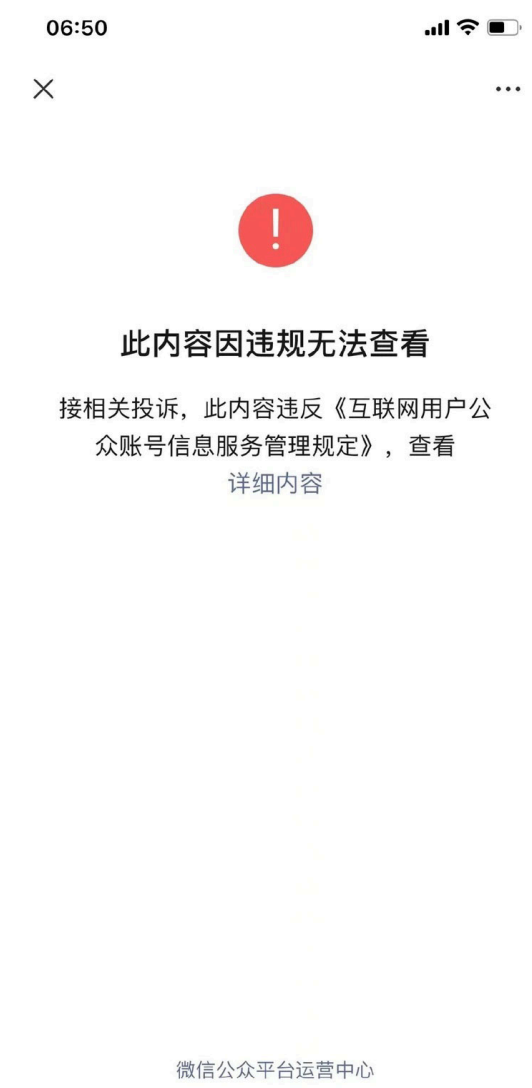 06:50
此内容因违规无法查看
接相关投诉，此内容违反《互联网用户公
众账号信息服务管理规定》，查看
详细内容
微信公众平台运营中心